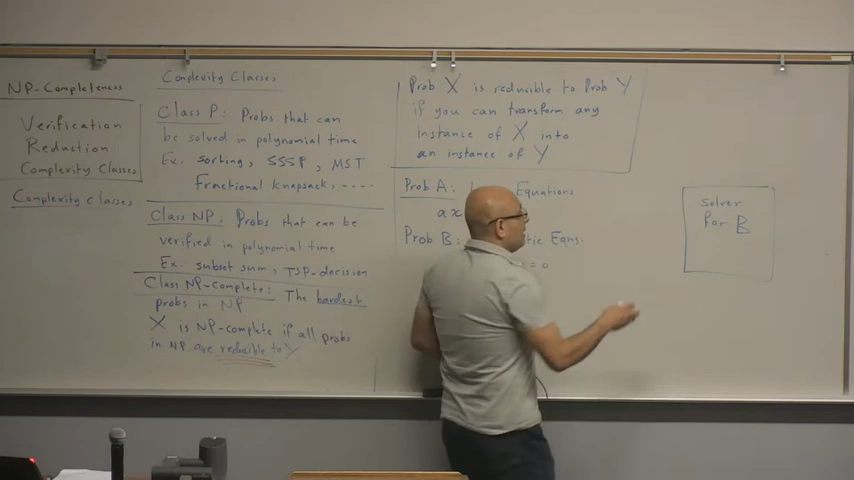 NP-Completeness
Verification
Reduction
Complexity Classes
Complexity classes
Complexity Classes
Class P: Probs that can
be solved in polynomial time
Ex. sorting, SSSP, MST
Fractional knapsack, ----
Class NP: Probs that can be
verified in polynomial time
Ex. subset sum, TSP-decision
Class NP-Complete: The hardest
probs in NP
X is NP-complete if all probs
in NP are reducible to Y
Prob X is reducible to Prob Y
if you can transform any
instance of X into
an instance of Y
Prob A: Equations
ax
Prob B: Eqns.
= 0
Solver
for B